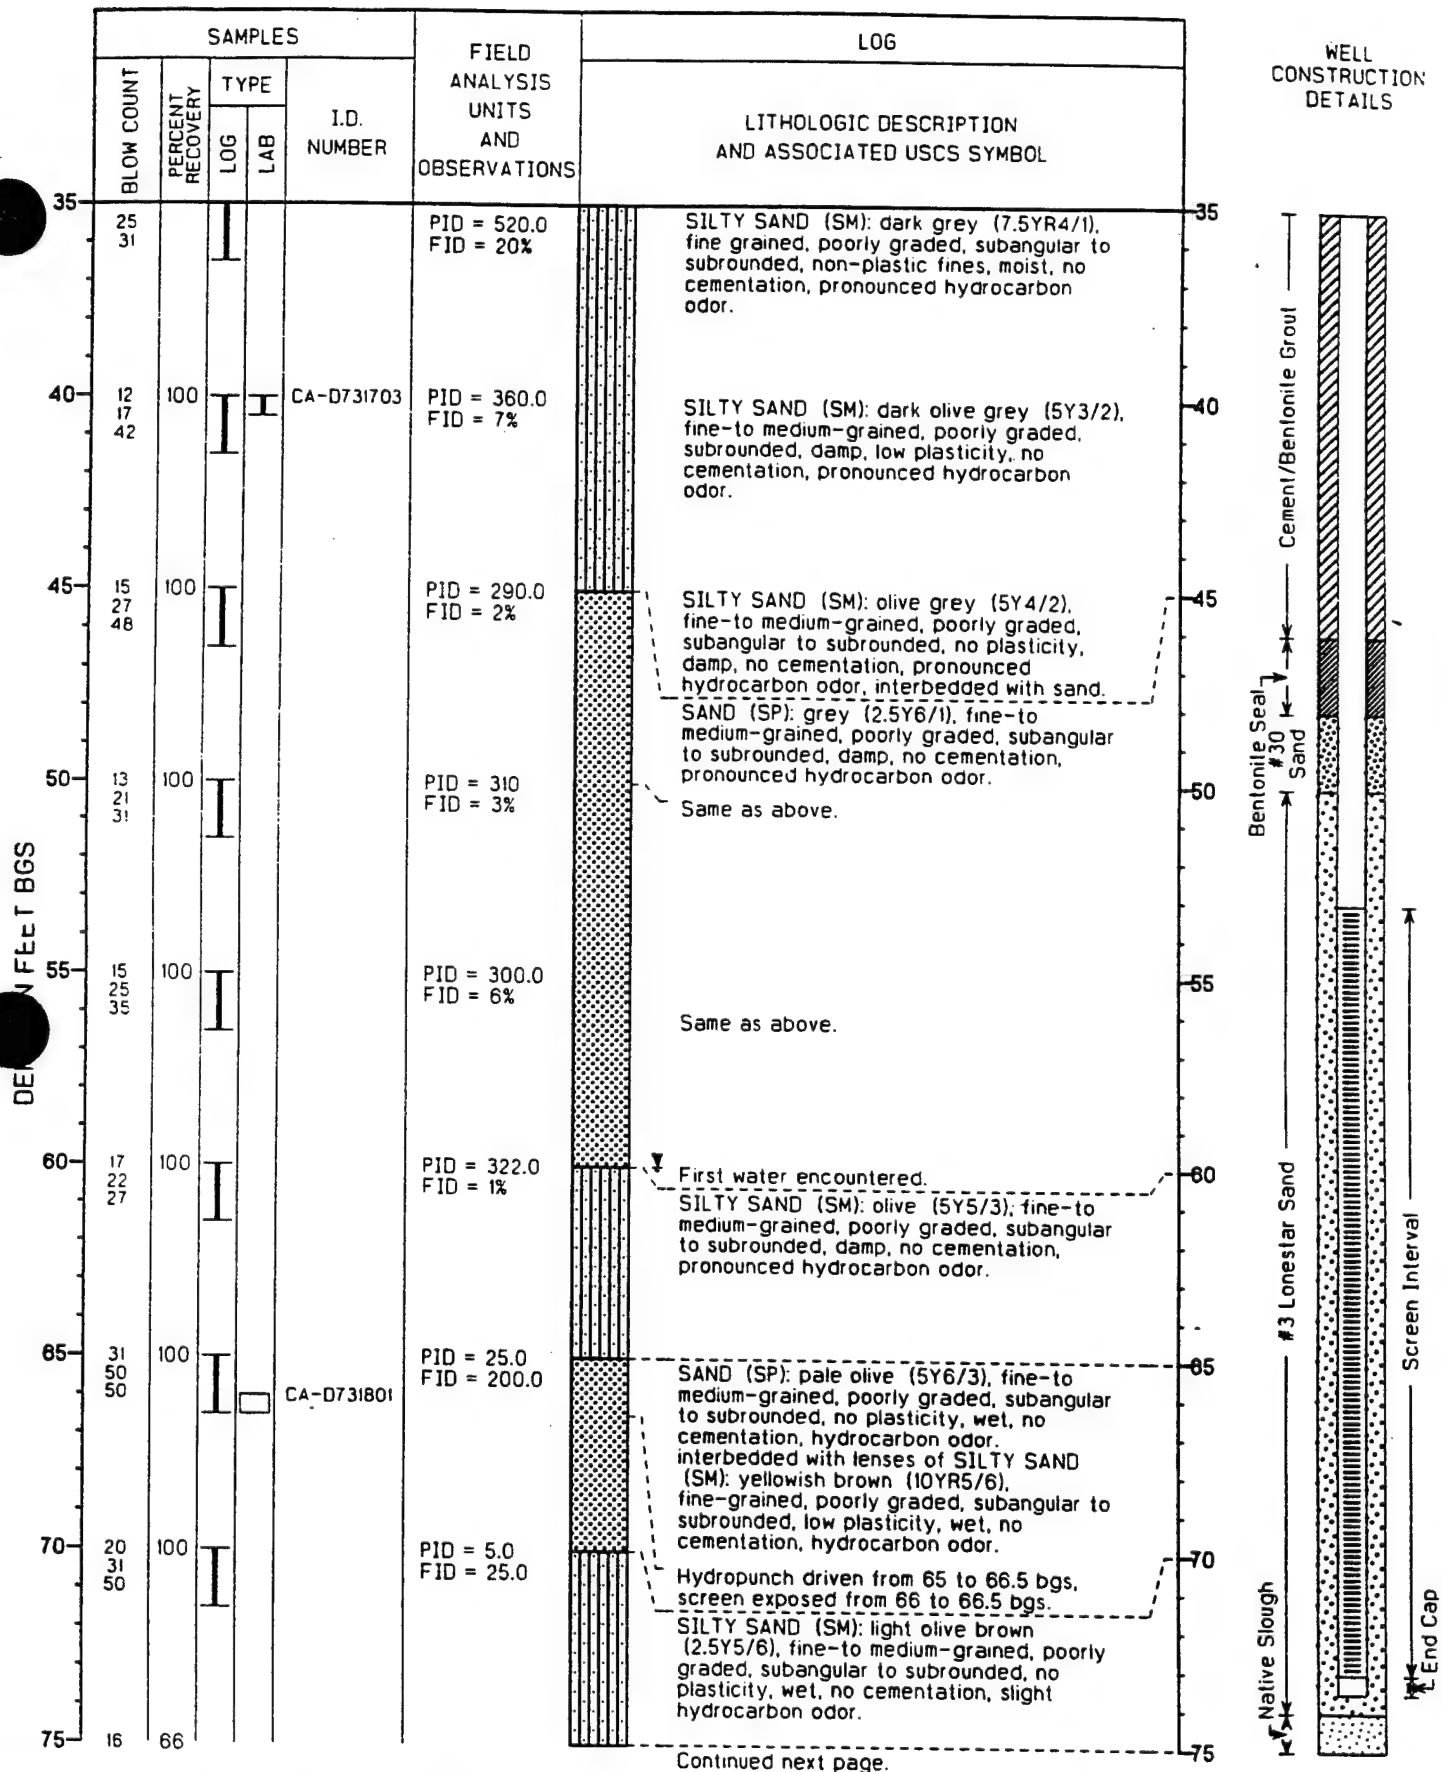 SAMPLES
FIELD
ANALYSIS
UNITS
AND
OBSERVATIONS
LOG
WELL
CONSTRUCTION
DETAILS
BLOW COUNT
PERCENT
RECOVERY
TYPE
LOG
LAB
I.D.
NUMBER
LITHOLOGIC DESCRIPTION
AND ASSOCIATED USCS SYMBOL
35
25
31
PID = 520.0
FID = 20%
SILTY SAND (SM): dark grey (7.5YR4/1),
fine grained, poorly graded, subangular to
subrounded, non-plastic fines, moist, no
cementation, pronounced hydrocarbon
odor.
35
40
12
17
42
100
CA-D731703
PID = 360.0
FID = 7%
SILTY SAND (SM): dark olive grey (5Y3/2),
fine-to medium-grained, poorly graded,
subrounded, damp, low plasticity, no
cementation, pronounced hydrocarbon
odor.
40
45
15
27
48
100
PID = 290.0
FID = 2%
SILTY SAND (SM): olive grey (5Y4/2),
fine-to medium-grained, poorly graded,
subangular to subrounded, no plasticity,
damp, no cementation, pronounced
hydrocarbon odor, interbedded with sand.
45
SAND (SP): grey (2.5Y6/1), fine-to
medium-grained, poorly graded, subangular
to subrounded, damp, no cementation,
pronounced hydrocarbon odor.
50
13
21
31
100
PID = 310
FID = 3%
Same as above.
50
55
15
25
35
100
PID = 300.0
FID = 6%
Same as above.
55
60
17
22
27
100
PID = 322.0
FID = 1%
First water encountered.
60
SILTY SAND (SM): olive (5Y5/3), fine-to
medium-grained, poorly graded, subangular
to subrounded, damp, no cementation,
pronounced hydrocarbon odor.
65
31
50
50
100
CA-D731801
PID = 25.0
FID = 200.0
SAND (SP): pale olive (5Y6/3), fine-to
medium-grained, poorly graded, subangular
to subrounded, no plasticity, wet, no
cementation, hydrocarbon odor.
interbedded with lenses of SILTY SAND
(SM): yellowish brown (10YR5/6),
fine-grained, poorly graded, subangular to
subrounded, low plasticity, wet, no
cementation, hydrocarbon odor.
65
70
20
31
50
100
PID = 5.0
FID = 25.0
Hydropunch driven from 65 to 66.5 bgs,
screen exposed from 66 to 66.5 bgs.
70
SILTY SAND (SM): light olive brown
(2.5Y5/6), fine-to medium-grained, poorly
graded, subangular to subrounded, no
plasticity, wet, no cementation, slight
hydrocarbon odor.
75
16
66
Continued next page.
75
FEET BGS
Cement/Bentonite Grout
Bentonite Seal
#30
Sand
#3 Lonestar Sand
Screen Interval
Native Slough
End Cap